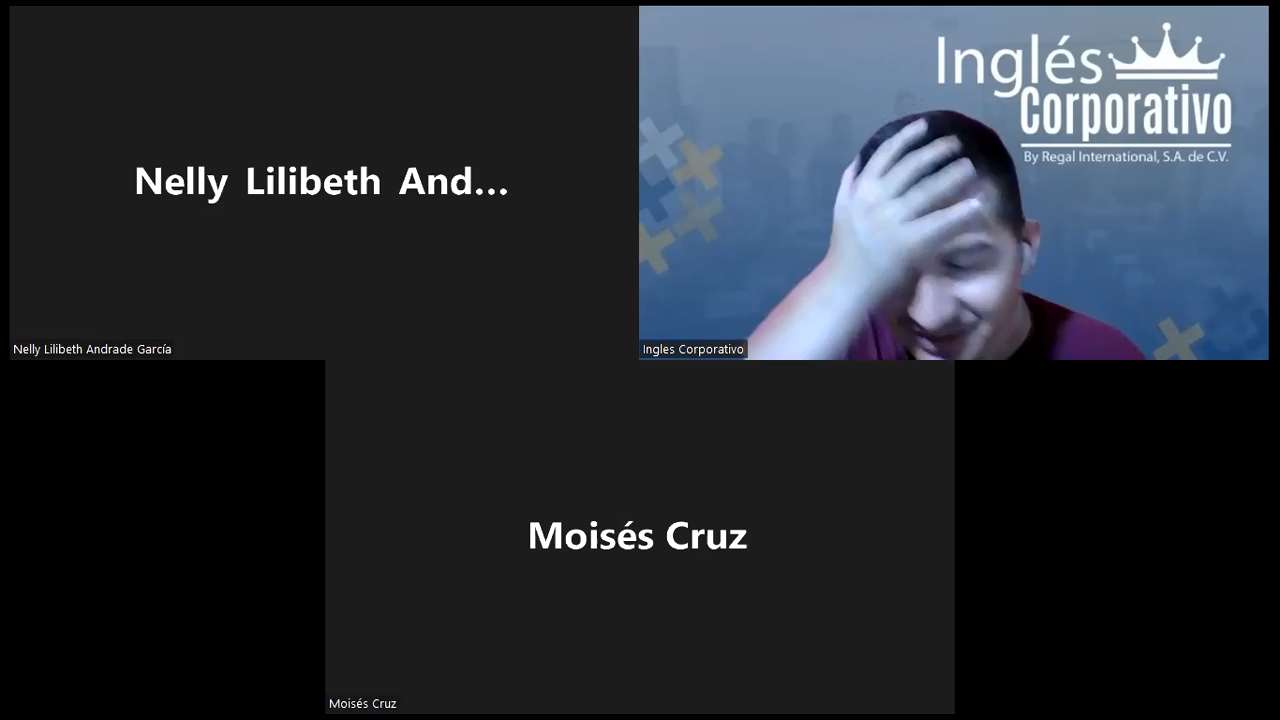 Nelly Lilibeth And...
Nelly Lilibeth Andrade García
Inglés
Corporativo
By Regal International, S.A. de C.V.
Ingles Corporativo
Moisés Cruz
Moisés Cruz